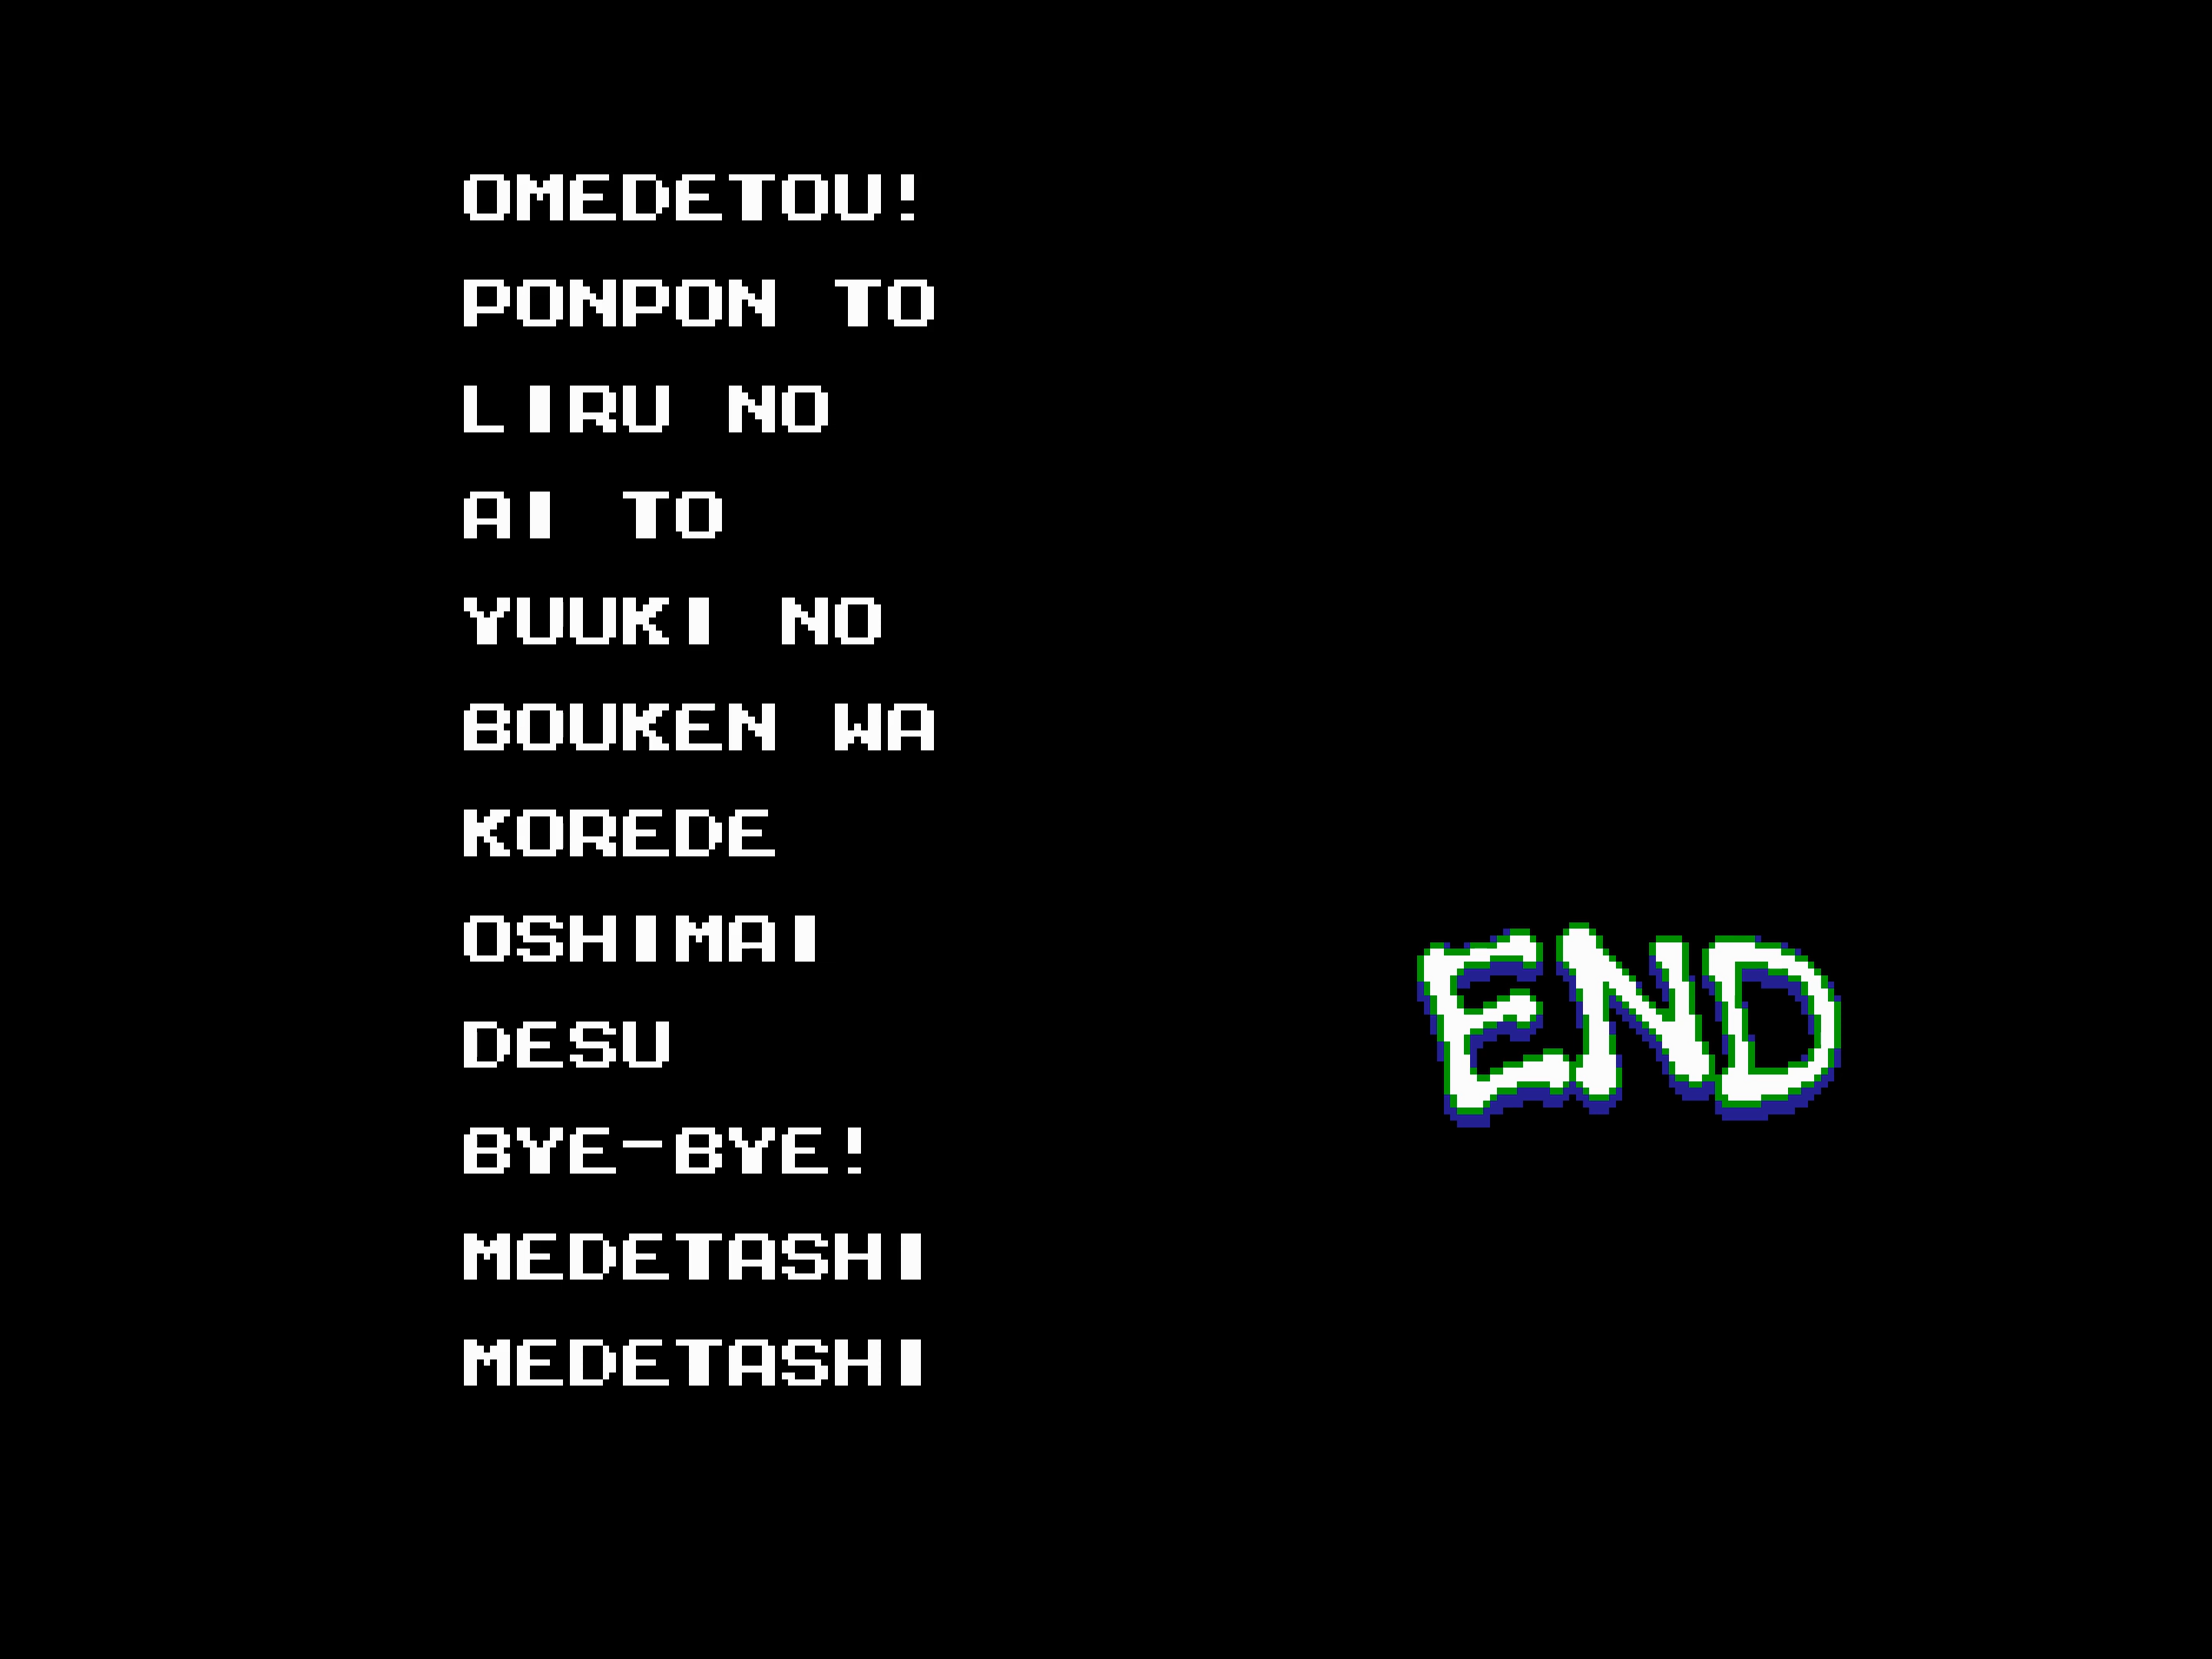 OMEDETOU!
PONPON TO
LIRU NO
AI TO
YUUKI NO
BOUKEN WA
KOREDE
OSHIMAI
DESU
BYE-BYE!
MEDETASHI
MEDETASHI
END